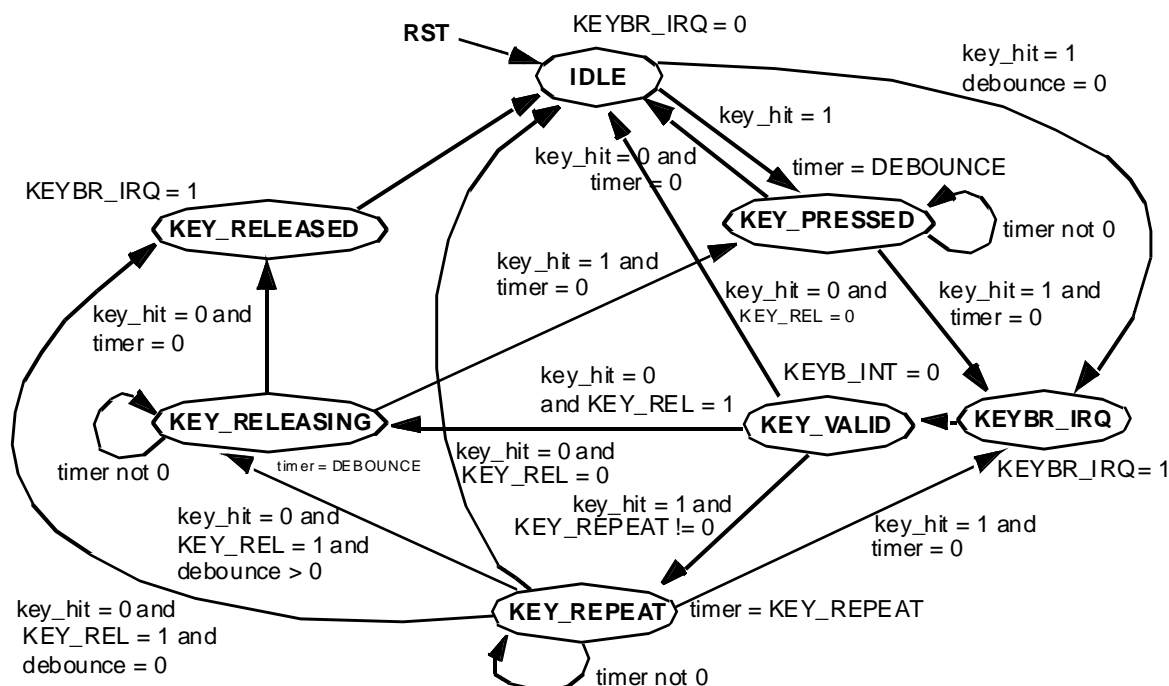 KEYBR_IRQ = 0
RST
IDLE
key_hit = 1
debounce = 0
key_hit = 1
key_hit = 0 and
timer = 0
timer = DEBOUNCE
KEYBR_IRQ = 1
KEY_RELEASED
KEY_PRESSED
timer not 0
key_hit = 1 and
timer = 0
key_hit = 0 and
KEY_REL = 0
key_hit = 1 and
timer = 0
key_hit = 0 and
timer = 0
key_hit = 0
and KEY_REL = 1
KEYB_INT = 0
KEY_RELEASING
KEY_VALID
KEYBR_IRQ
timer not 0
timer = DEBOUNCE
key_hit = 0 and
KEY_REL = 0
KEYBR_IRQ= 1
key_hit = 0 and
KEY_REL = 1 and
debounce > 0
key_hit = 1 and
KEY_REPEAT != 0
key_hit = 1 and
timer = 0
key_hit = 0 and
KEY_REL = 1 and
debounce = 0
KEY_REPEAT
timer = KEY_REPEAT
timer not 0